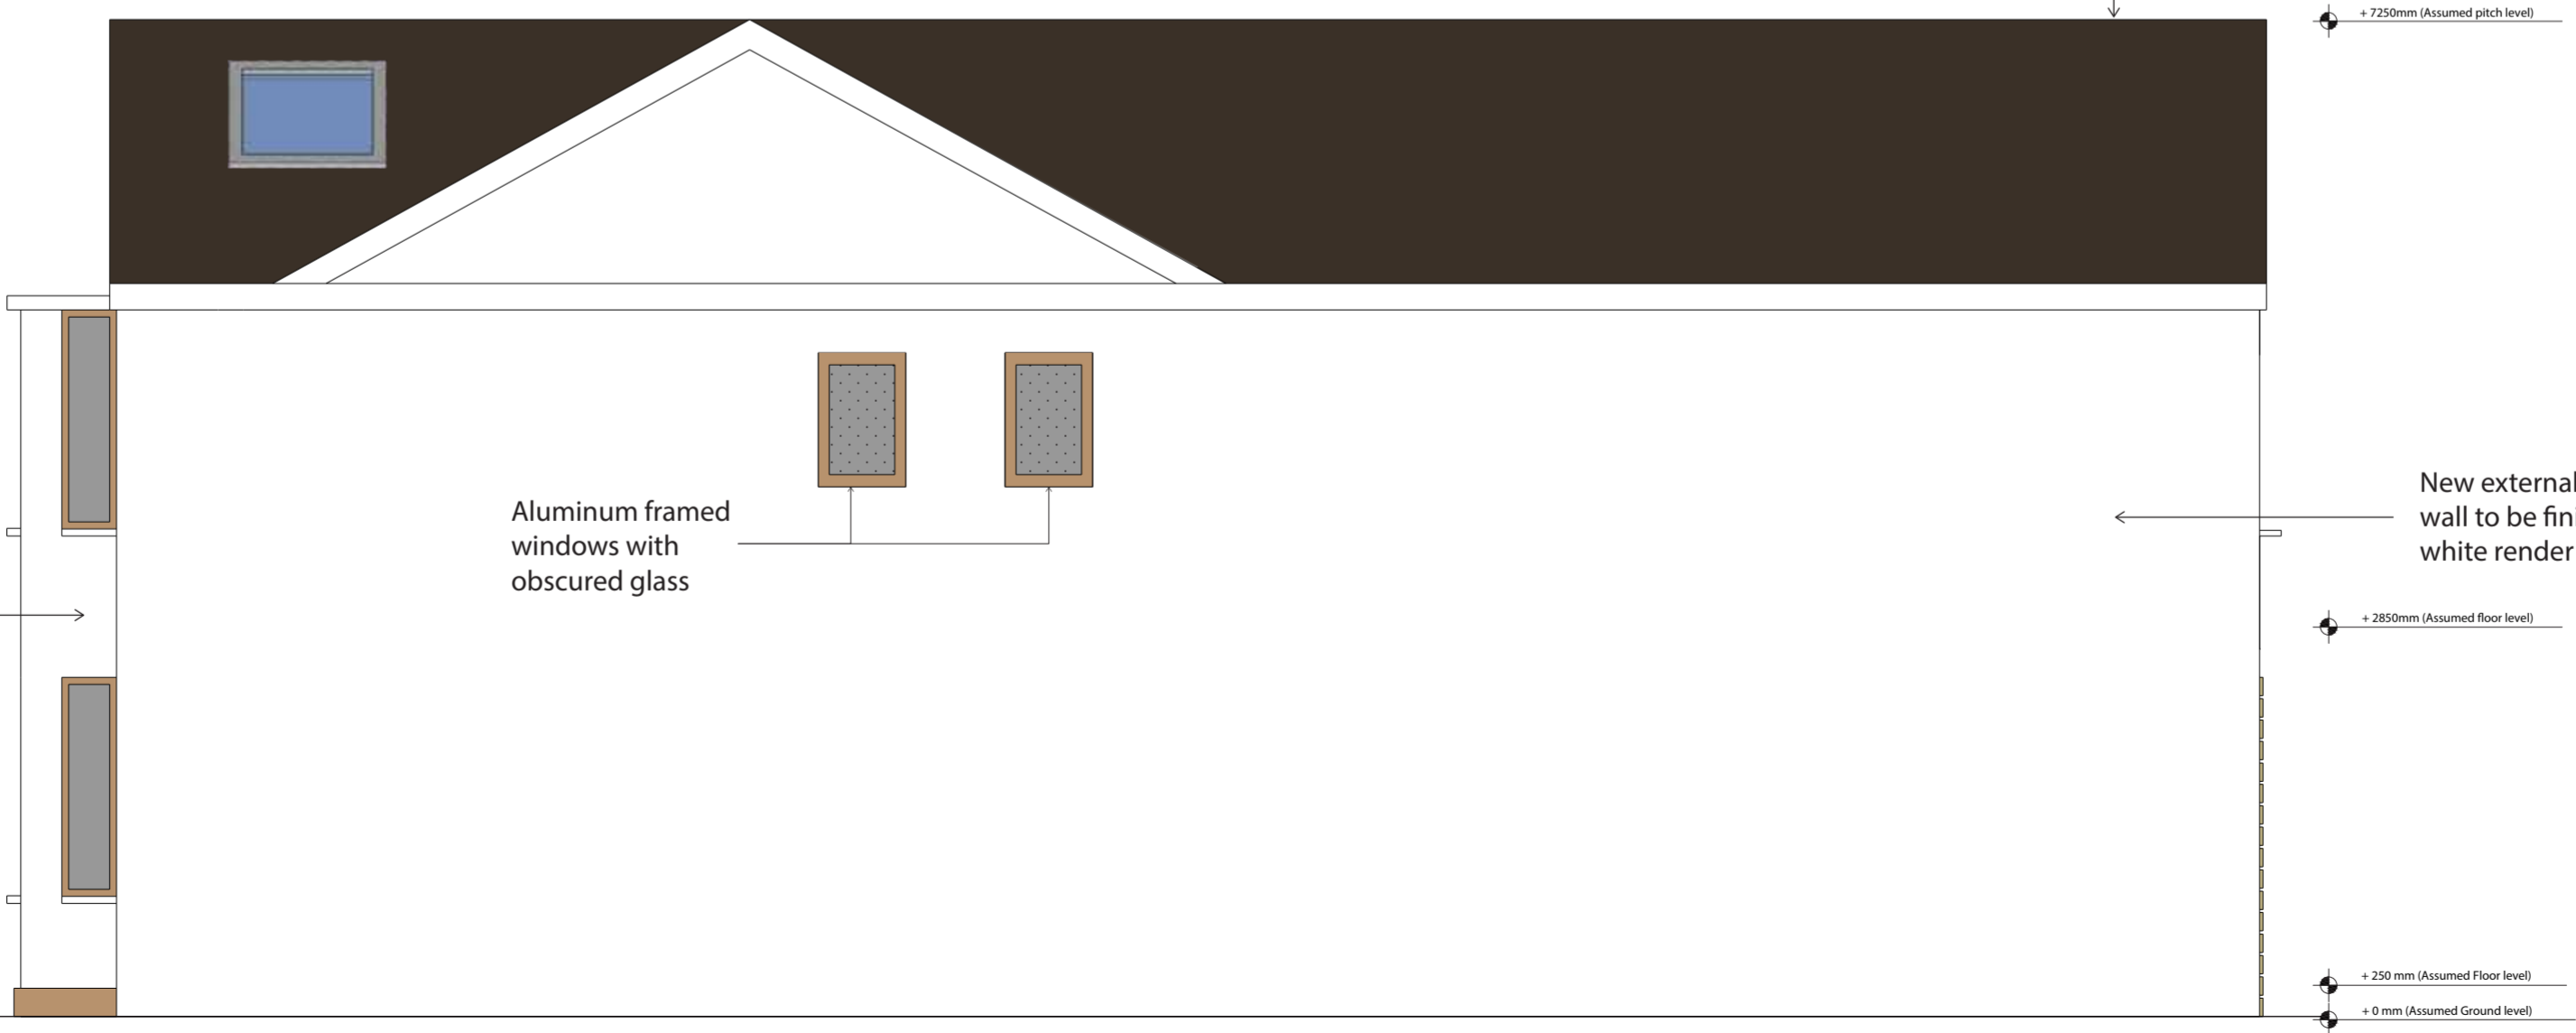 + 7250mm (Assumed pitch level)
Aluminum framed
windows with
obscured glass
New external
wall to be fini
white render
+ 2850mm (Assumed floor level)
+ 250 mm (Assumed Floor level)
+ 0 mm (Assumed Ground level)